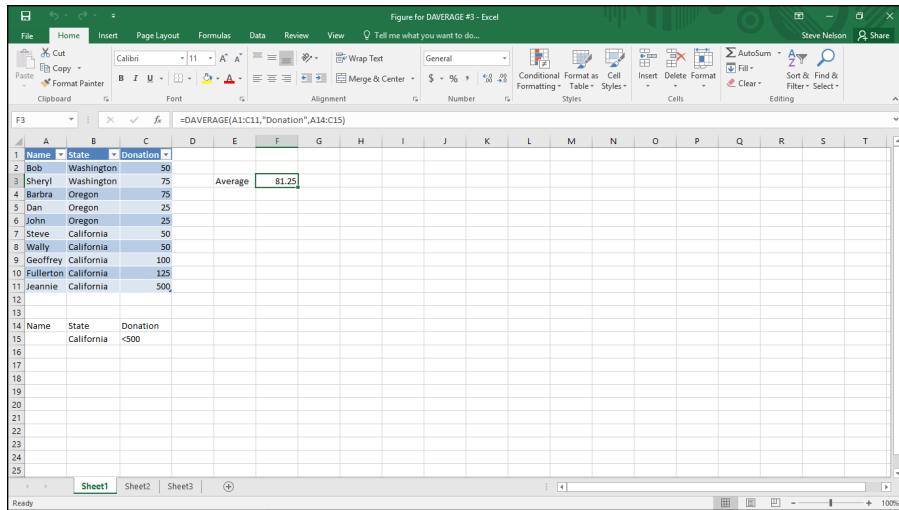 Figure for DAVERAGE #3 - Excel
File Home Insert Page Layout Formulas Data Review View Tell me what you want to do... Steve Nelson Share
Paste Cut Copy Format Painter
Calibri 11 A A Wrap Text General
B I U A Merge & Center $ % , .0 .00
Conditional Formatting Format as Table Cell Styles Insert Delete Format
AutoSum Fill Clear Sort & Filter Find & Select
Clipboard Font Alignment Number Styles Cells Editing
F3 fx =DAVERAGE(A1:C11,"Donation",A14:C15)
A B C D E F G H I J K L M N O P Q R S T
1 Name State Donation
2 Bob Washington 50
3 Sheryl Washington 75 Average 81.25
4 Barbra Oregon 75
5 Dan Oregon 25
6 John Oregon 25
7 Steve California 50
8 Wally California 50
9 Geoffrey California 100
10 Fullerton California 125
11 Jeannie California 500
12
13
14 Name State Donation
15 California <500
16
17
18
19
20
21
22
23
24
25
Sheet1 Sheet2 Sheet3
Ready 100%